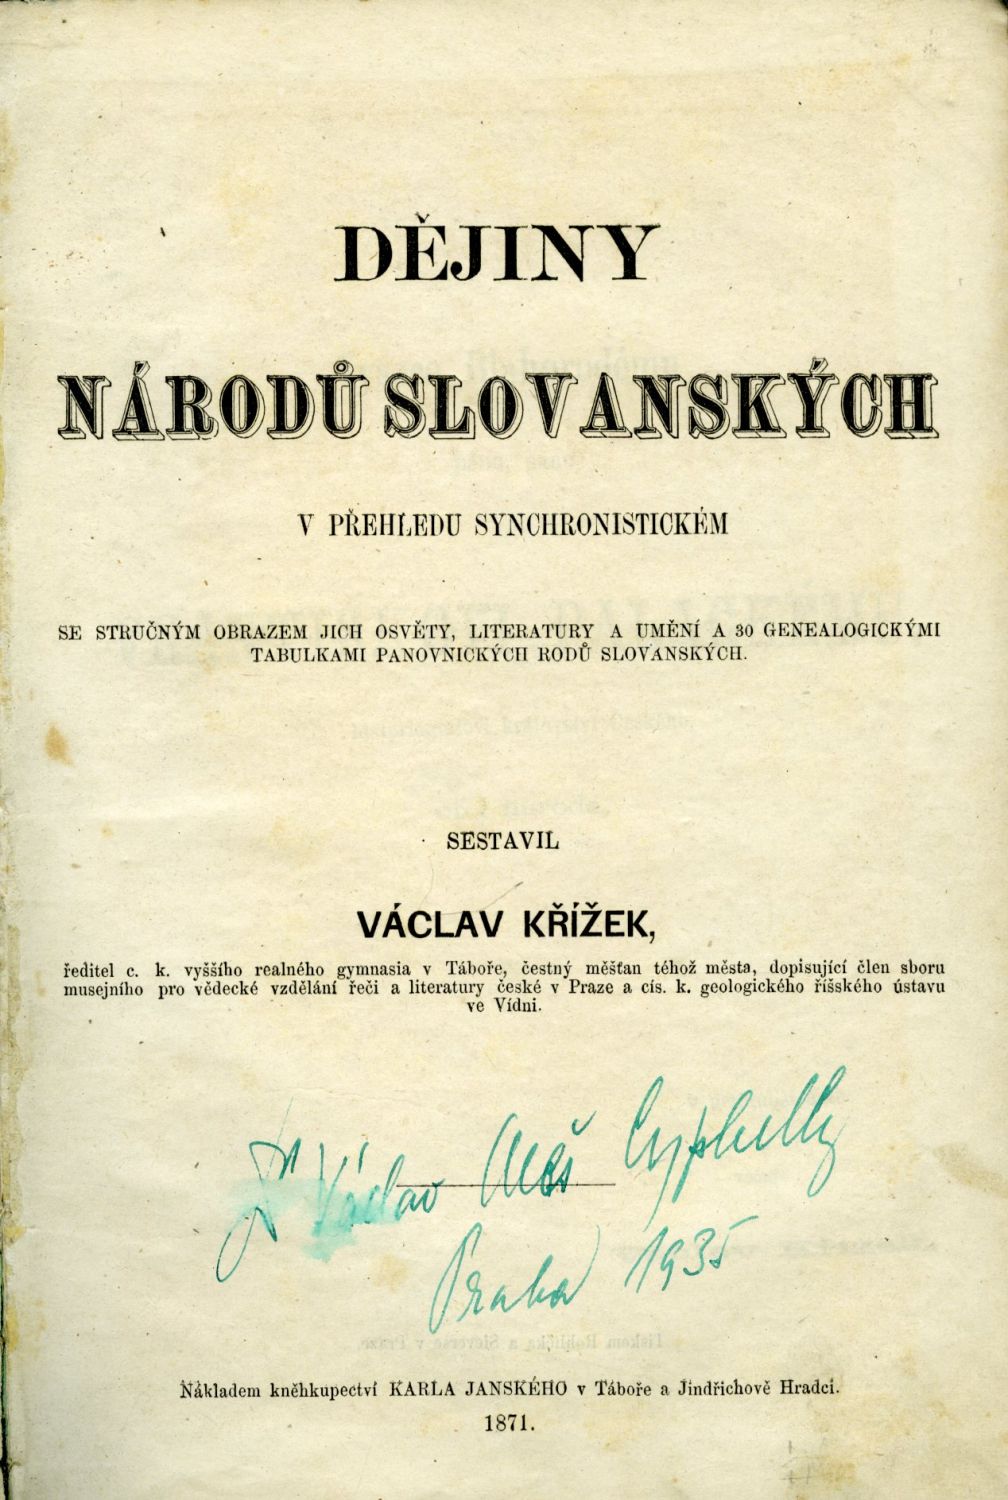 DĚJINY
NÁRODŮ SLOVANSKÝCH
V PŘEHLEDU SYNCHRONISTICKÉM
SE STRUČNÝM OBRAZEM JICH OSVĚTY, LITERATURY A UMĚNÍ A 30 GENEALOGICKÝMI
TABULKAMI PANOVNICKÝCH RODŮ SLOVANSKÝCH.
SESTAVIL
VÁCLAV KŘÍŽEK,
ředitel c. k. vyššího realného gymnasia v Táboře, čestný měšťan téhož města, dopisující člen sboru
musejního pro vědecké vzdělání řeči a literatury české v Praze a cís. k. geologického říšského ústavu
ve Vídni.
Dr Václav Aleš
Praha 1935
Nákladem kněhkupectví KARLA JANSKÉHO v Táboře a Jindřichově Hradci.
1871.